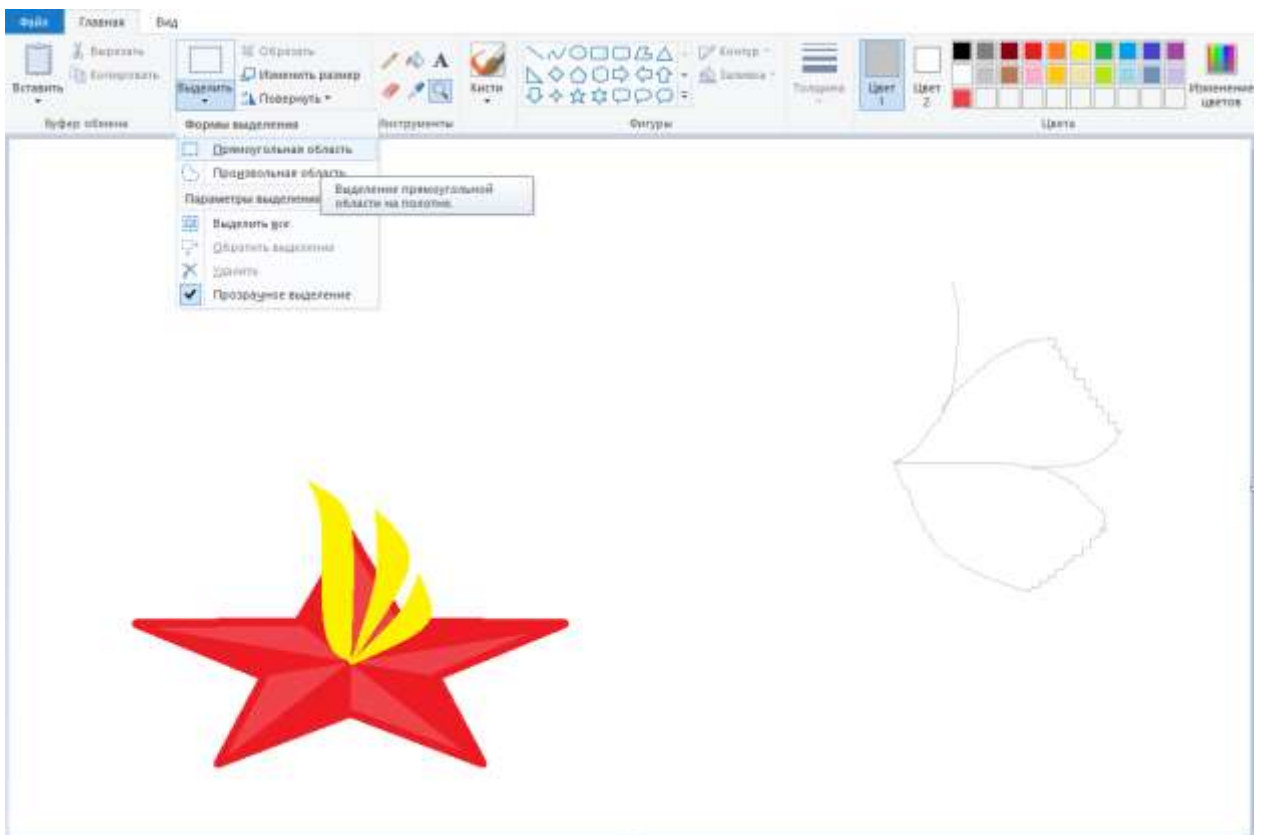 Файл Главная Вид
Вставить
Вырезать
Копировать
Буфер обмена
Выделить
Обрезать
Изменить размер
Повернуть
Инструменты
A
Кисти
Контур
Заливка
Фигуры
Толщина
Цвет 1
Цвет 2
Изменение цветов
Цвета
Формы выделения
Прямоугольная область
Произвольная область
Параметры выделения
Выделить все
Обратить выделение
Удалить
Прозрачное выделение
Выделение прямоугольной
области на полотне.